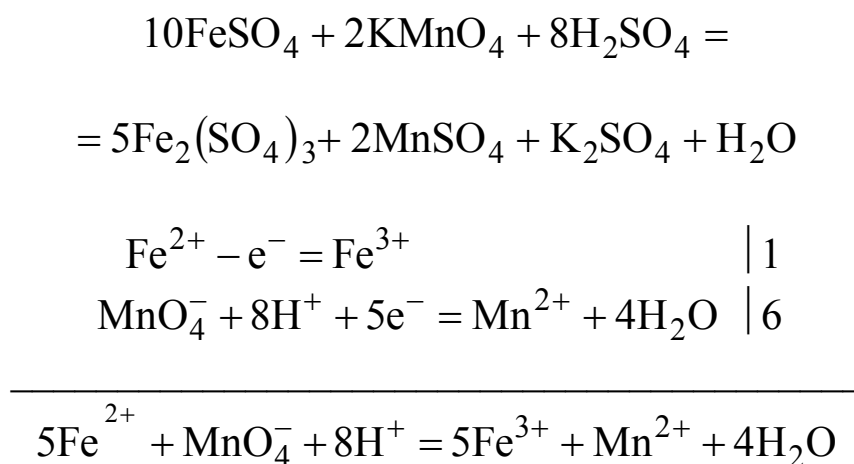 10FeSO₄ + 2KMnO₄ + 8H₂SO₄ =
= 5Fe₂(SO₄)₃+ 2MnSO₄ + K₂SO₄ + H₂O
Fe²⁺ − e⁻ = Fe³⁺ | 1
MnO₄⁻ + 8H⁺ + 5e⁻ = Mn²⁺ + 4H₂O | 6
5Fe²⁺ + MnO₄⁻ + 8H⁺ = 5Fe³⁺ + Mn²⁺ + 4H₂O